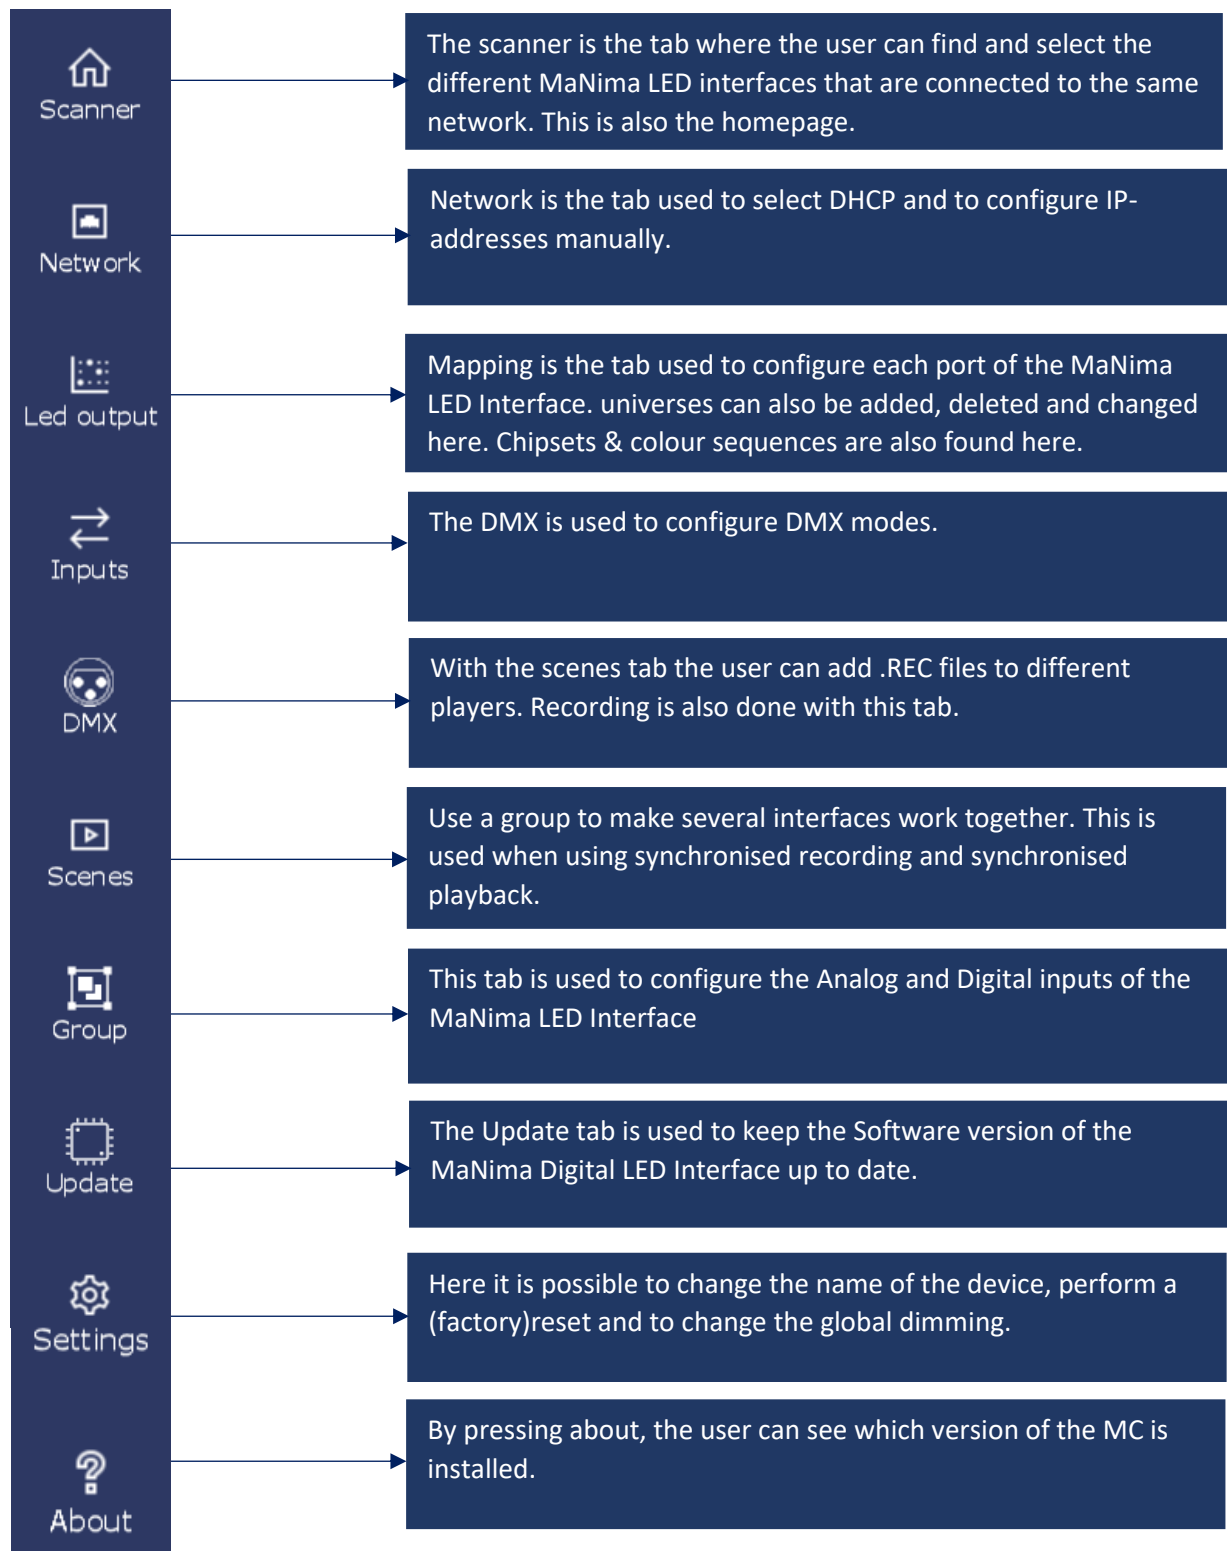 Scanner
The scanner is the tab where the user can find and select the
different MaNima LED interfaces that are connected to the same
network. This is also the homepage.
Network
Network is the tab used to select DHCP and to configure IP-
addresses manually.
Led output
Mapping is the tab used to configure each port of the MaNima
LED Interface. universes can also be added, deleted and changed
here. Chipsets & colour sequences are also found here.
Inputs
The DMX is used to configure DMX modes.
DMX
With the scenes tab the user can add .REC files to different
players. Recording is also done with this tab.
Scenes
Use a group to make several interfaces work together. This is
used when using synchronised recording and synchronised
playback.
Group
This tab is used to configure the Analog and Digital inputs of the
MaNima LED Interface
Update
The Update tab is used to keep the Software version of the
MaNima Digital LED Interface up to date.
Settings
Here it is possible to change the name of the device, perform a
(factory)reset and to change the global dimming.
About
By pressing about, the user can see which version of the MC is
installed.